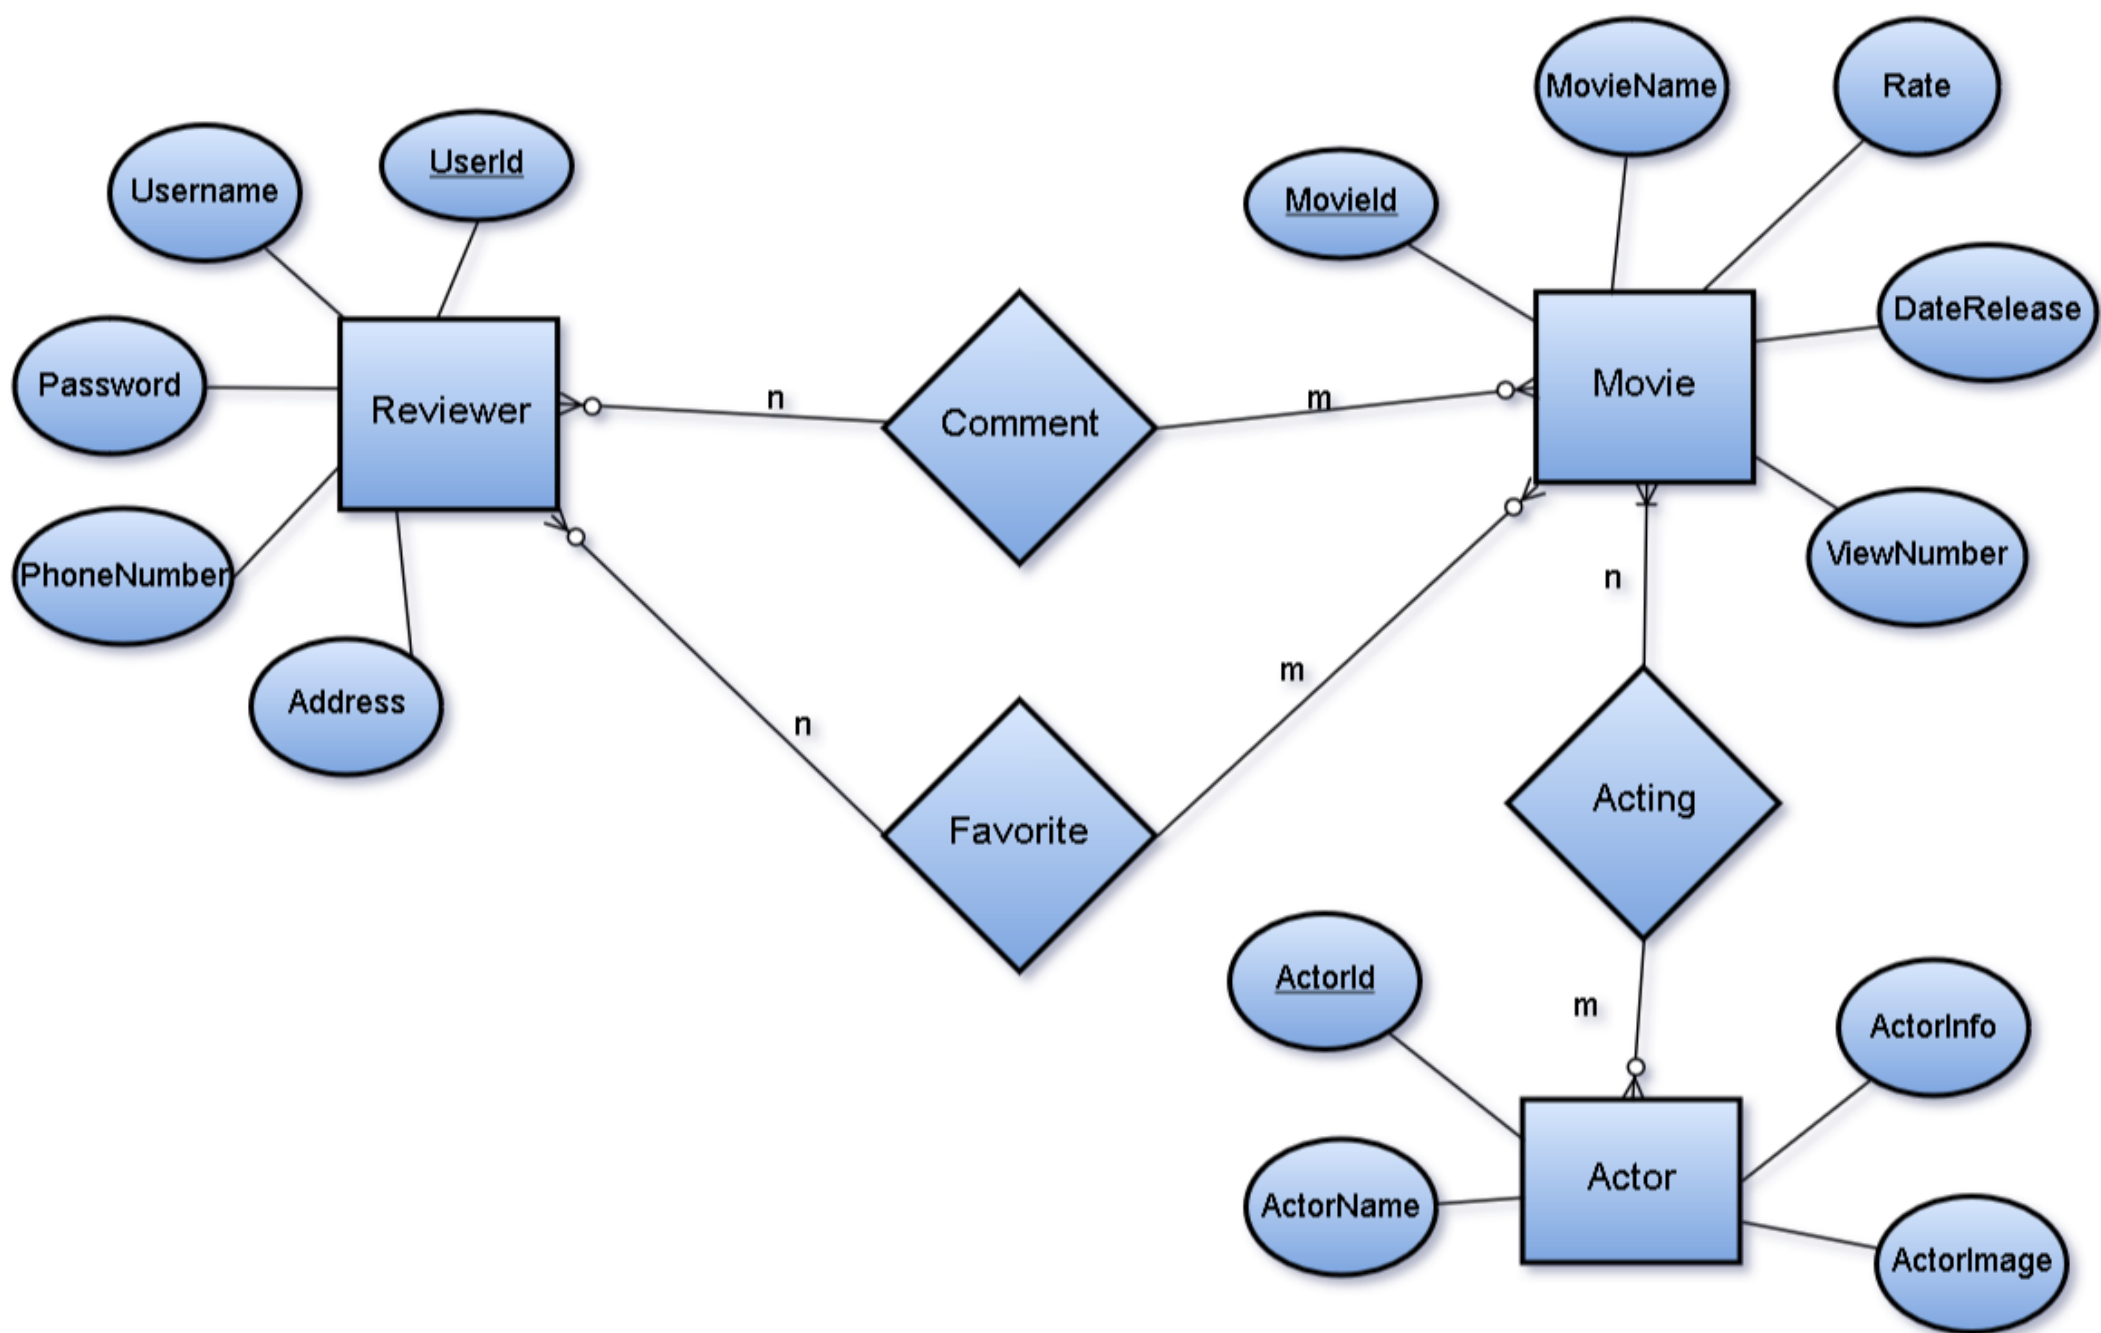 MovieName
Rate
Username
UserId
MovieId
DateRelease
Password
Reviewer
n
Comment
m
Movie
PhoneNumber
n
ViewNumber
Address
n
m
Favorite
Acting
ActorId
m
ActorInfo
Actor
ActorName
ActorImage